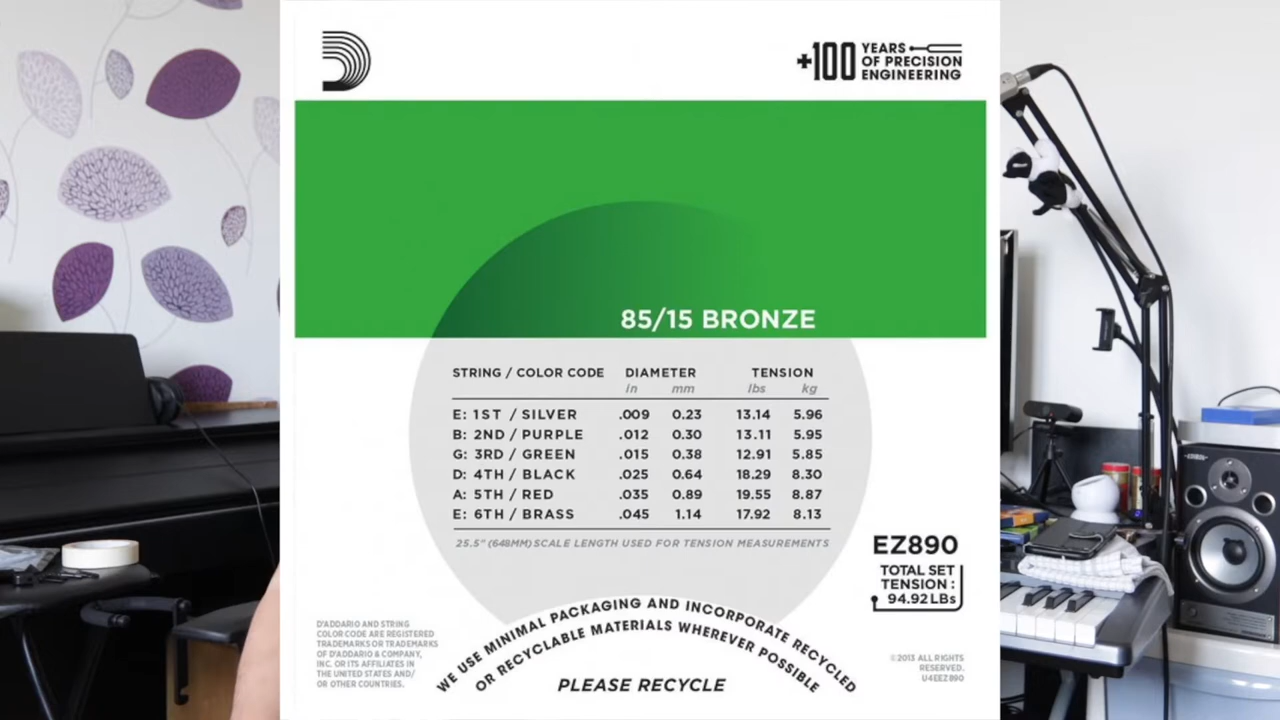 +100 YEARS
OF PRECISION
ENGINEERING
85/15 BRONZE
STRING / COLOR CODE DIAMETER TENSION
in mm lbs kg
E: 1ST / SILVER .009 0.23 13.14 5.96
B: 2ND / PURPLE .012 0.30 13.11 5.95
G: 3RD / GREEN .015 0.38 12.91 5.85
D: 4TH / BLACK .025 0.64 18.29 8.30
A: 5TH / RED .035 0.89 19.55 8.87
E: 6TH / BRASS .045 1.14 17.92 8.13
25.5" (648MM) SCALE LENGTH USED FOR TENSION MEASUREMENTS
EZ890
TOTAL SET
TENSION :
94.92 LBs
WE USE MINIMAL PACKAGING AND INCORPORATE RECYCLED
OR RECYCLABLE MATERIALS WHEREVER POSSIBLE
PLEASE RECYCLE
D'ADDARIO AND STRING
COLOR CODE ARE REGISTERED
TRADEMARKS OR TRADEMARKS
OF D'ADDARIO & COMPANY,
INC. OR ITS AFFILIATES IN
THE UNITED STATES AND/
OR OTHER COUNTRIES.
©2013 ALL RIGHTS
RESERVED.
U4EEZ890